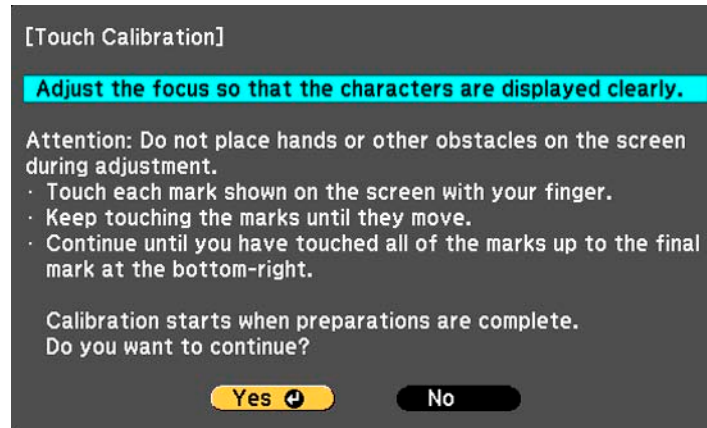 [Touch Calibration]
Adjust the focus so that the characters are displayed clearly.
Attention: Do not place hands or other obstacles on the screen
during adjustment.
· Touch each mark shown on the screen with your finger.
· Keep touching the marks until they move.
· Continue until you have touched all of the marks up to the final
mark at the bottom-right.
Calibration starts when preparations are complete.
Do you want to continue?
Yes No